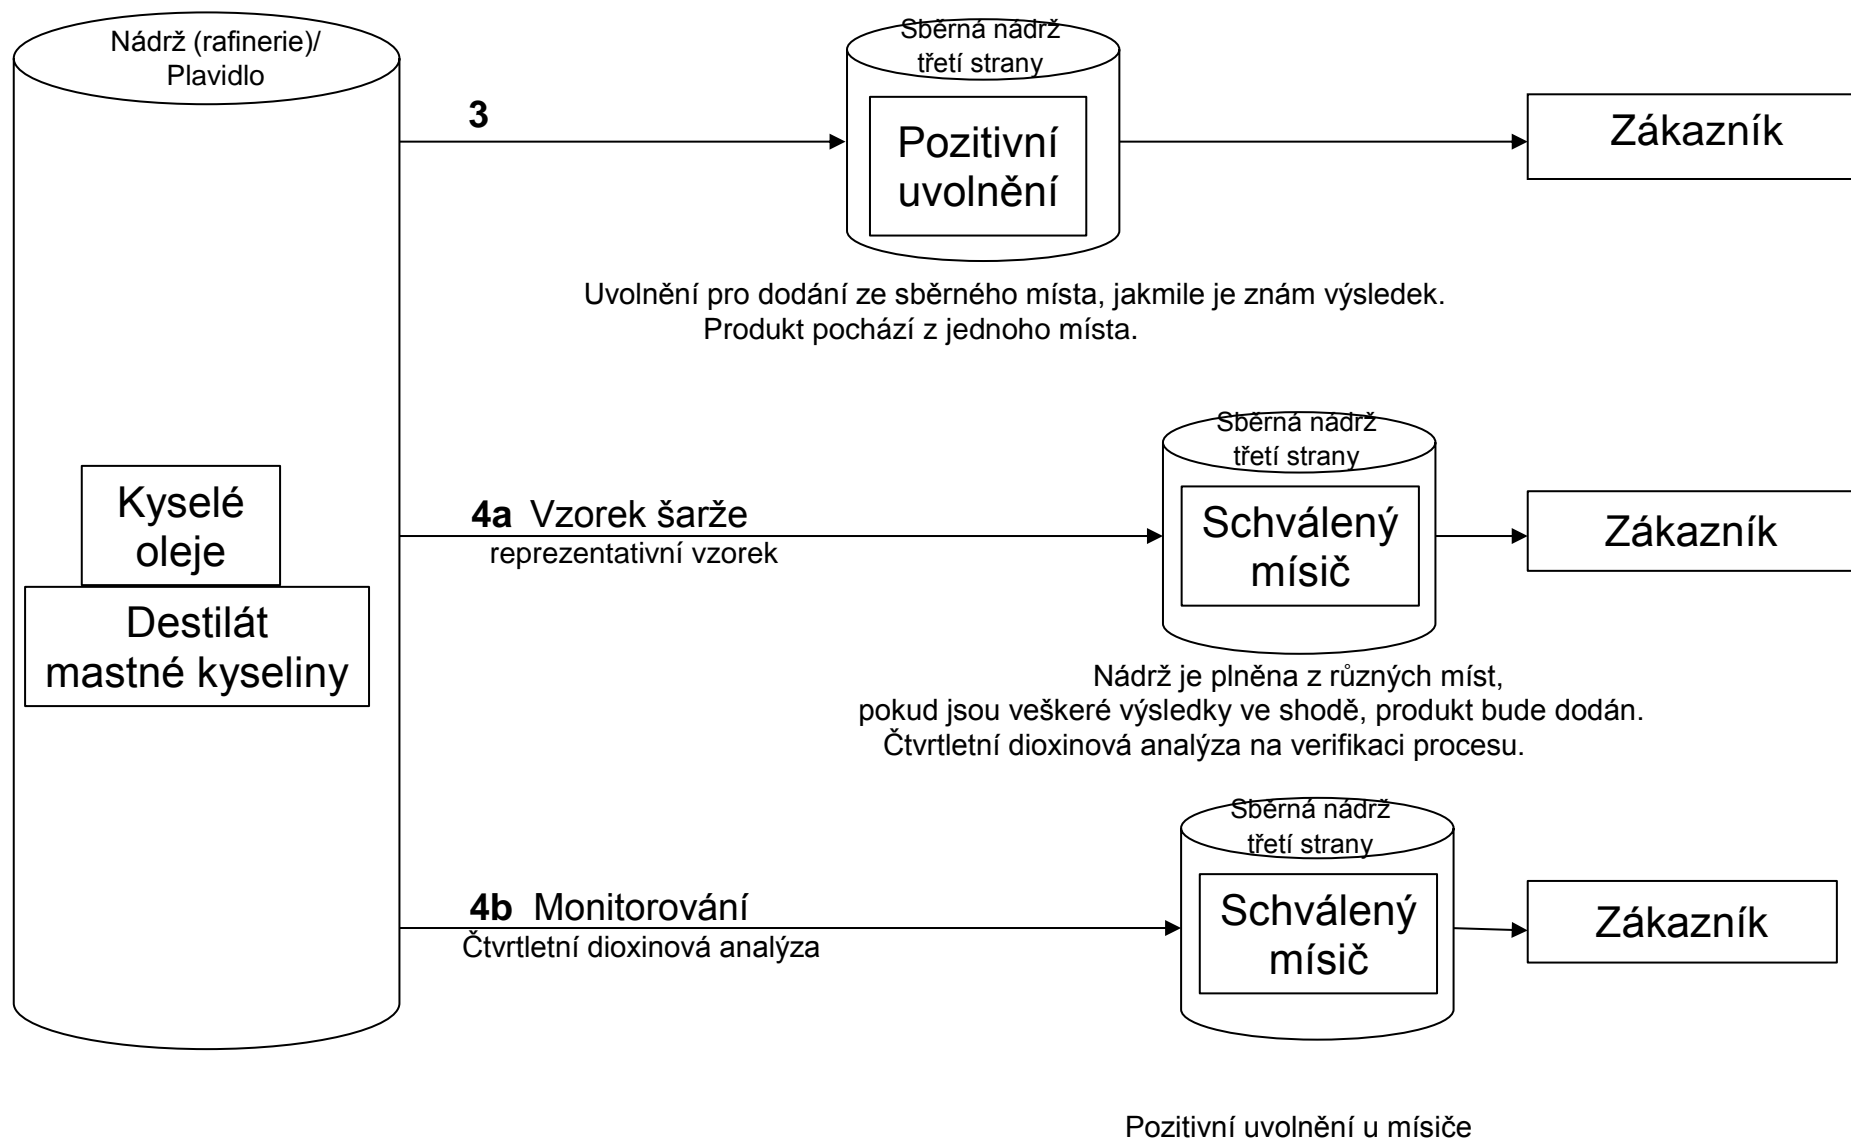 Nádrž (rafinerie)/
Plavidlo
Sběrná nádrž
třetí strany
3
Pozitivní
uvolnění
Zákazník
Uvolnění pro dodání ze sběrného místa, jakmile je znám výsledek.
Produkt pochází z jednoho místa.
Sběrná nádrž
třetí strany
Kyselé
oleje
4a Vzorek šarže
reprezentativní vzorek
Schválený
mísič
Zákazník
Destilát
mastné kyseliny
Nádrž je plněna z různých míst,
pokud jsou veškeré výsledky ve shodě, produkt bude dodán.
Čtvrtletní dioxinová analýza na verifikaci procesu.
Sběrná nádrž
třetí strany
4b Monitorování
Čtvrtletní dioxinová analýza
Schválený
mísič
Zákazník
Pozitivní uvolnění u mísiče